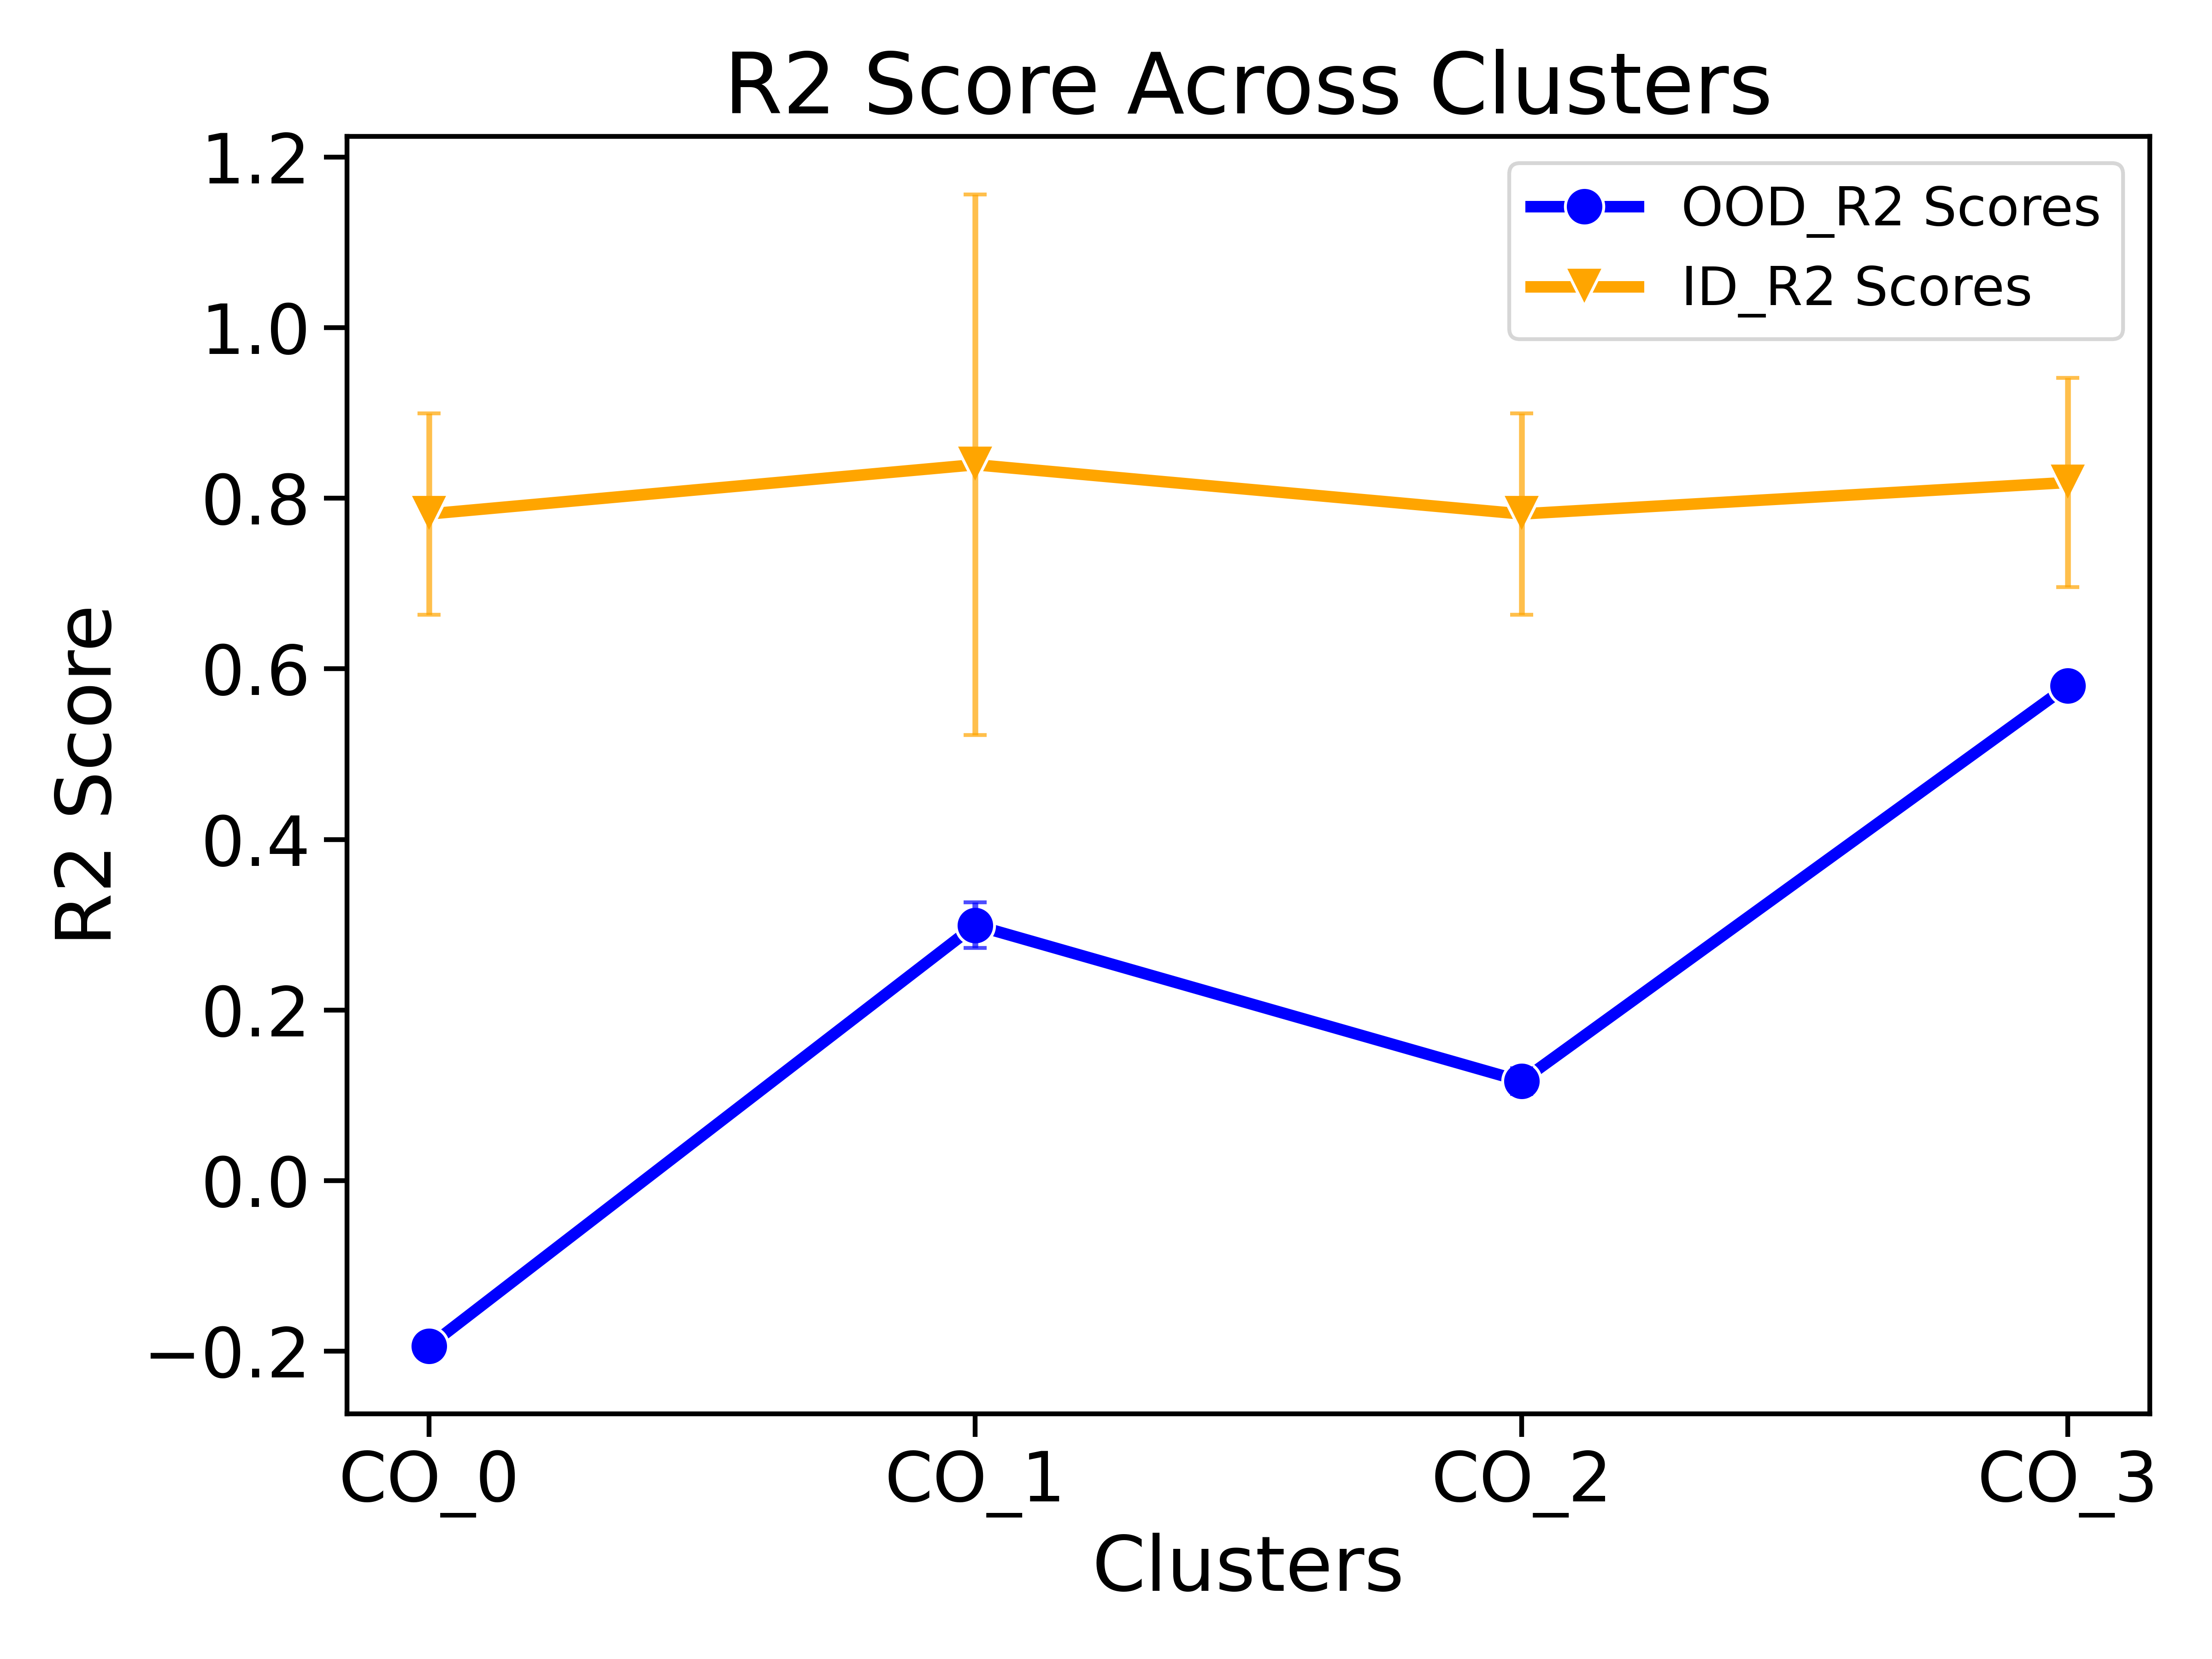 R2 Score Across Clusters
1.2
1.0
0.8
0.6
0.4
0.2
0.0
−0.2
R2 Score
OOD_R2 Scores
ID_R2 Scores
CO_0 CO_1 CO_2 CO_3
Clusters